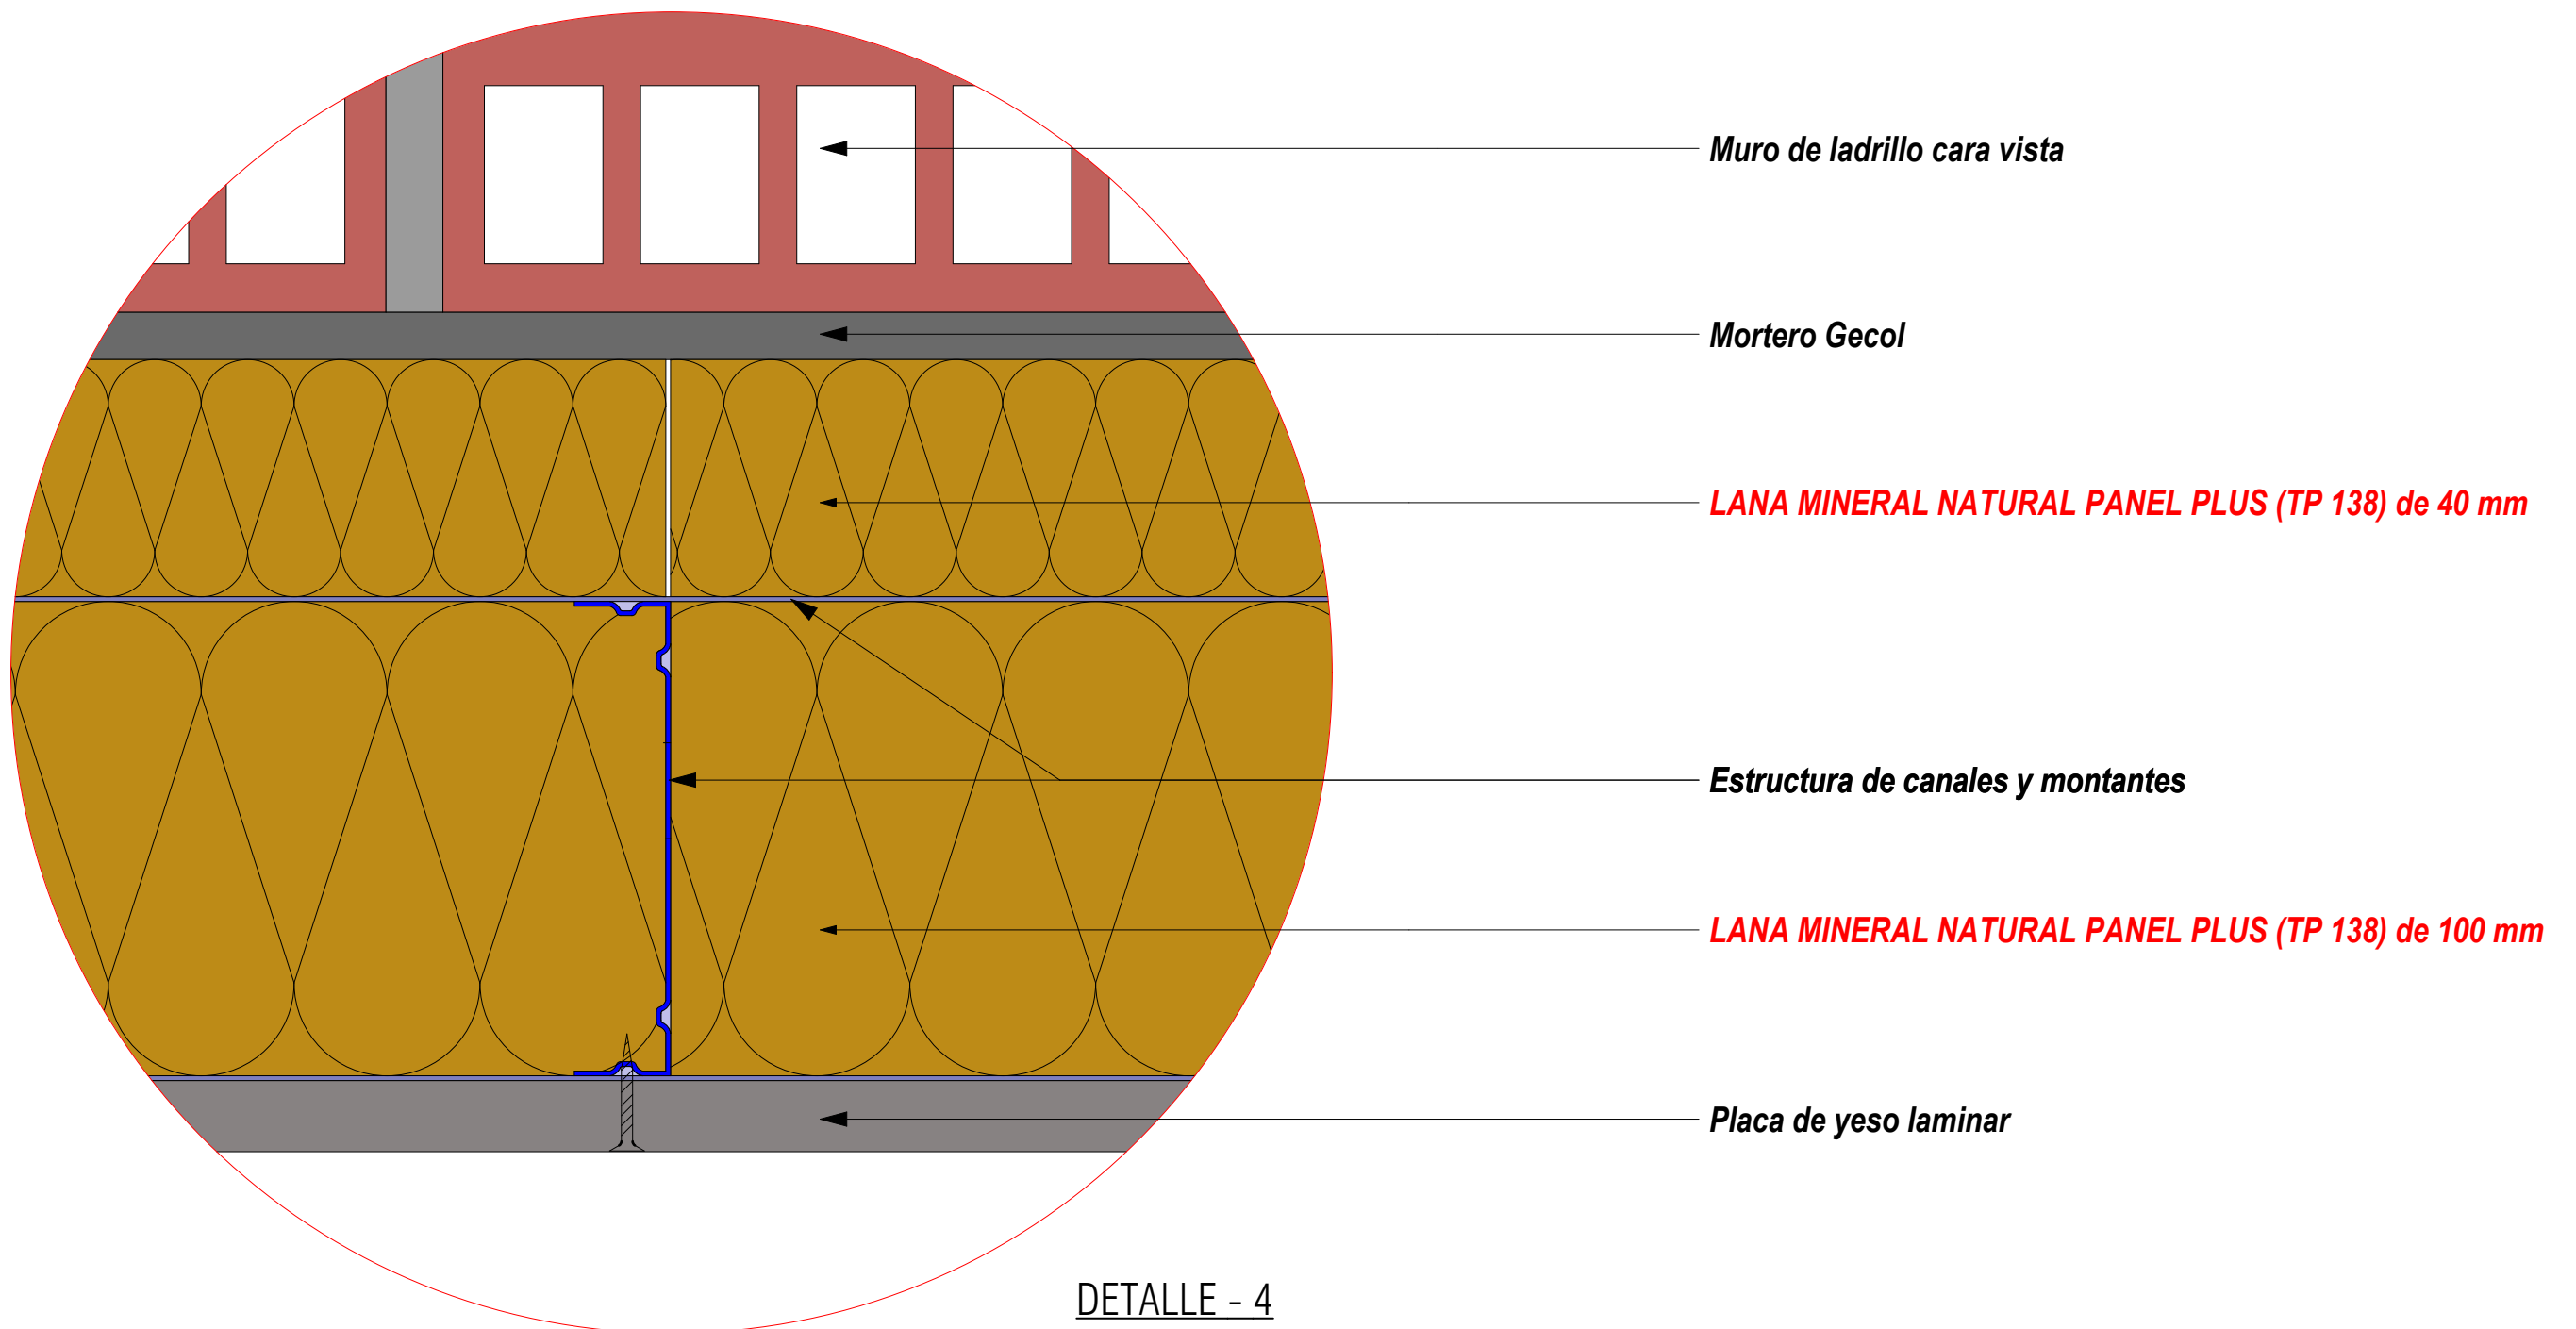 Muro de ladrillo cara vista
Mortero Gecol
LANA MINERAL NATURAL PANEL PLUS (TP 138) de 40 mm
Estructura de canales y montantes
LANA MINERAL NATURAL PANEL PLUS (TP 138) de 100 mm
Placa de yeso laminar
DETALLE - 4